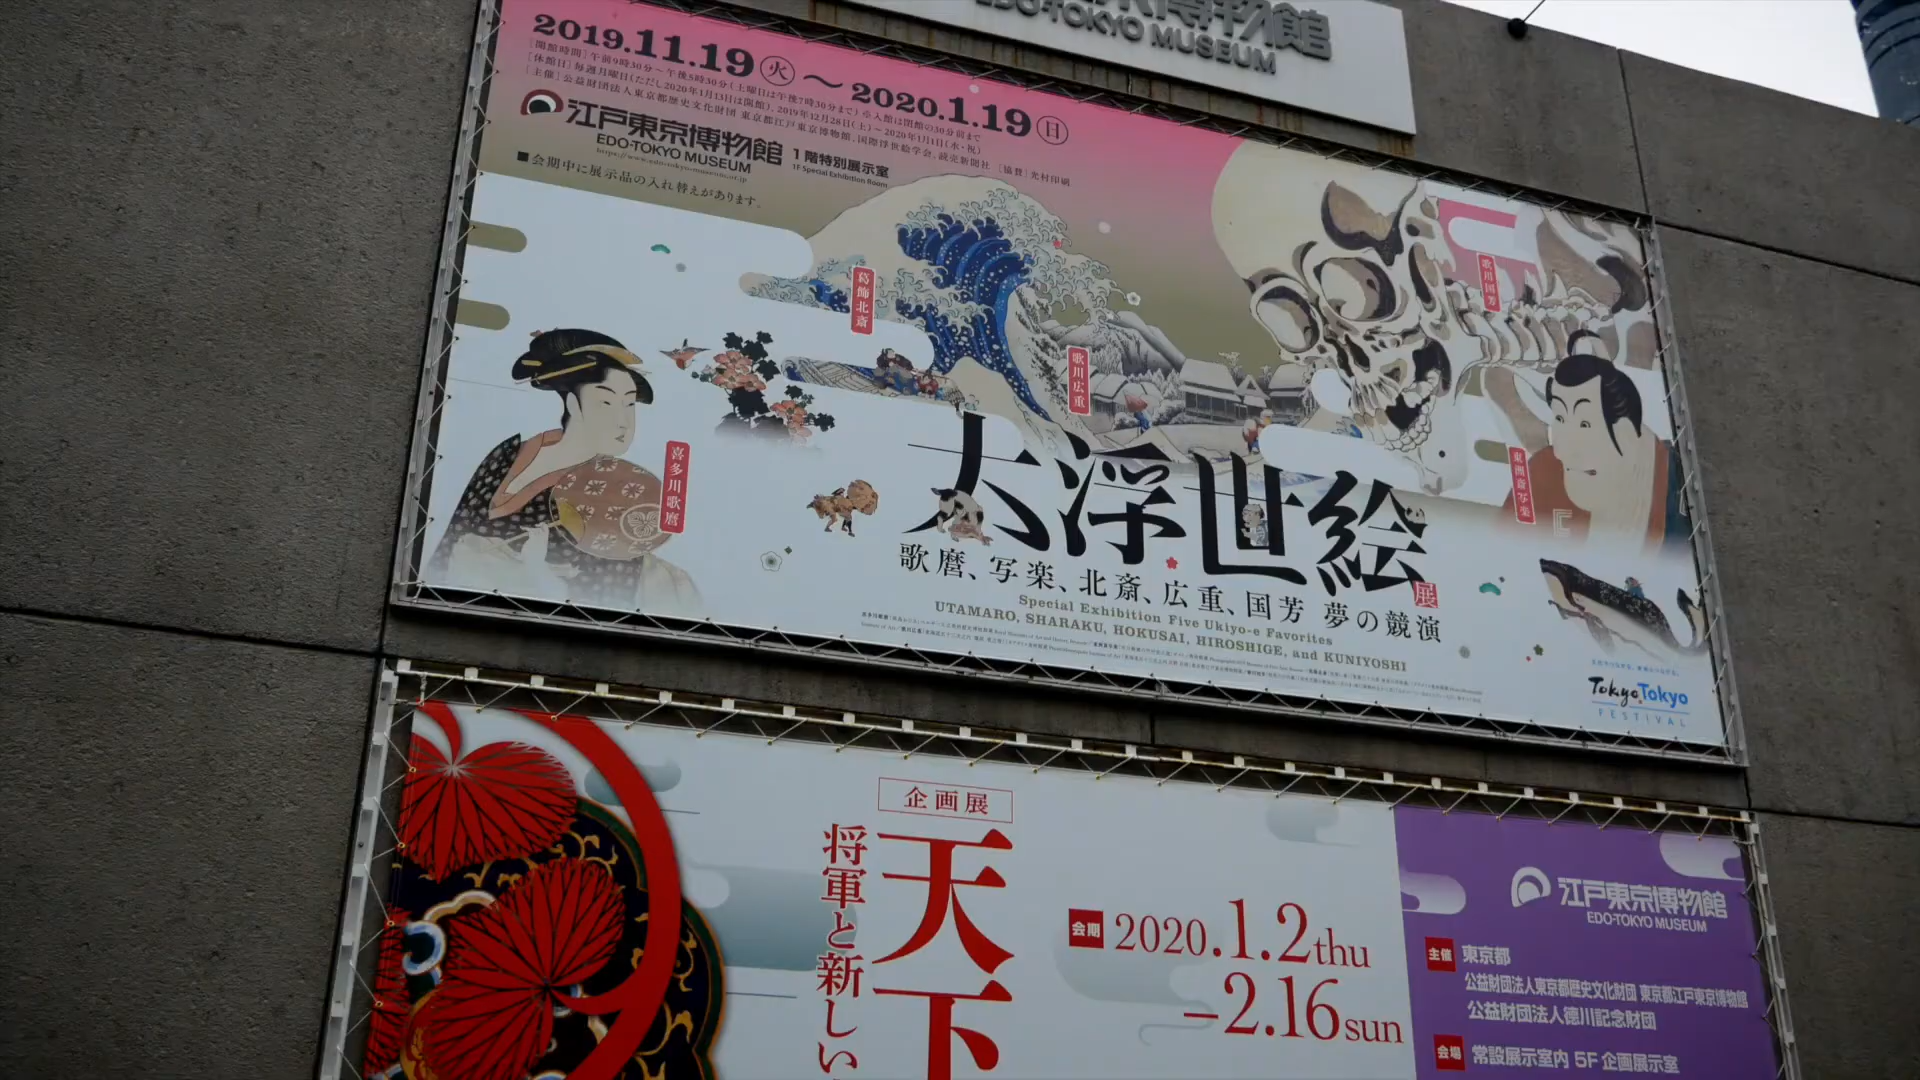 江戸東京博物館
EDO-TOKYO MUSEUM
2019.11.19(火)〜2020.1.19(日)
[開館時間]午前9時30分〜午後5時30分(土曜日は午後7時30分まで)※入館は閉館の30分前まで
[休館日]毎週月曜日(ただし2020年1月13日は開館)、2019年12月28日(土)〜2020年1月1日(水・祝)
[主催]公益財団法人東京都歴史文化財団 東京都江戸東京博物館、国際浮世絵学会、読売新聞社 [協賛]光村印刷
江戸東京博物館
EDO-TOKYO MUSEUM
1階特別展示室
1F Special Exhibition Room
https://www.edo-tokyo-museum.or.jp
■会期中に展示品の入れ替えがあります。
葛飾北斎
歌川国芳
歌川広重
喜多川歌麿
東洲斎写楽
大浮世絵展
歌麿、写楽、北斎、広重、国芳 夢の競演
Special Exhibition Five Ukiyo-e Favorites
UTAMARO, SHARAKU, HOKUSAI, HIROSHIGE, and KUNIYOSHI
Tokyo Tokyo
FESTIVAL
企画展
天下
将軍と新しい
会期 2020.1.2thu
–2.16sun
江戸東京博物館
EDO-TOKYO MUSEUM
主催 東京都
公益財団法人東京都歴史文化財団 東京都江戸東京博物館
公益財団法人徳川記念財団
会場 常設展示室内 5F 企画展示室